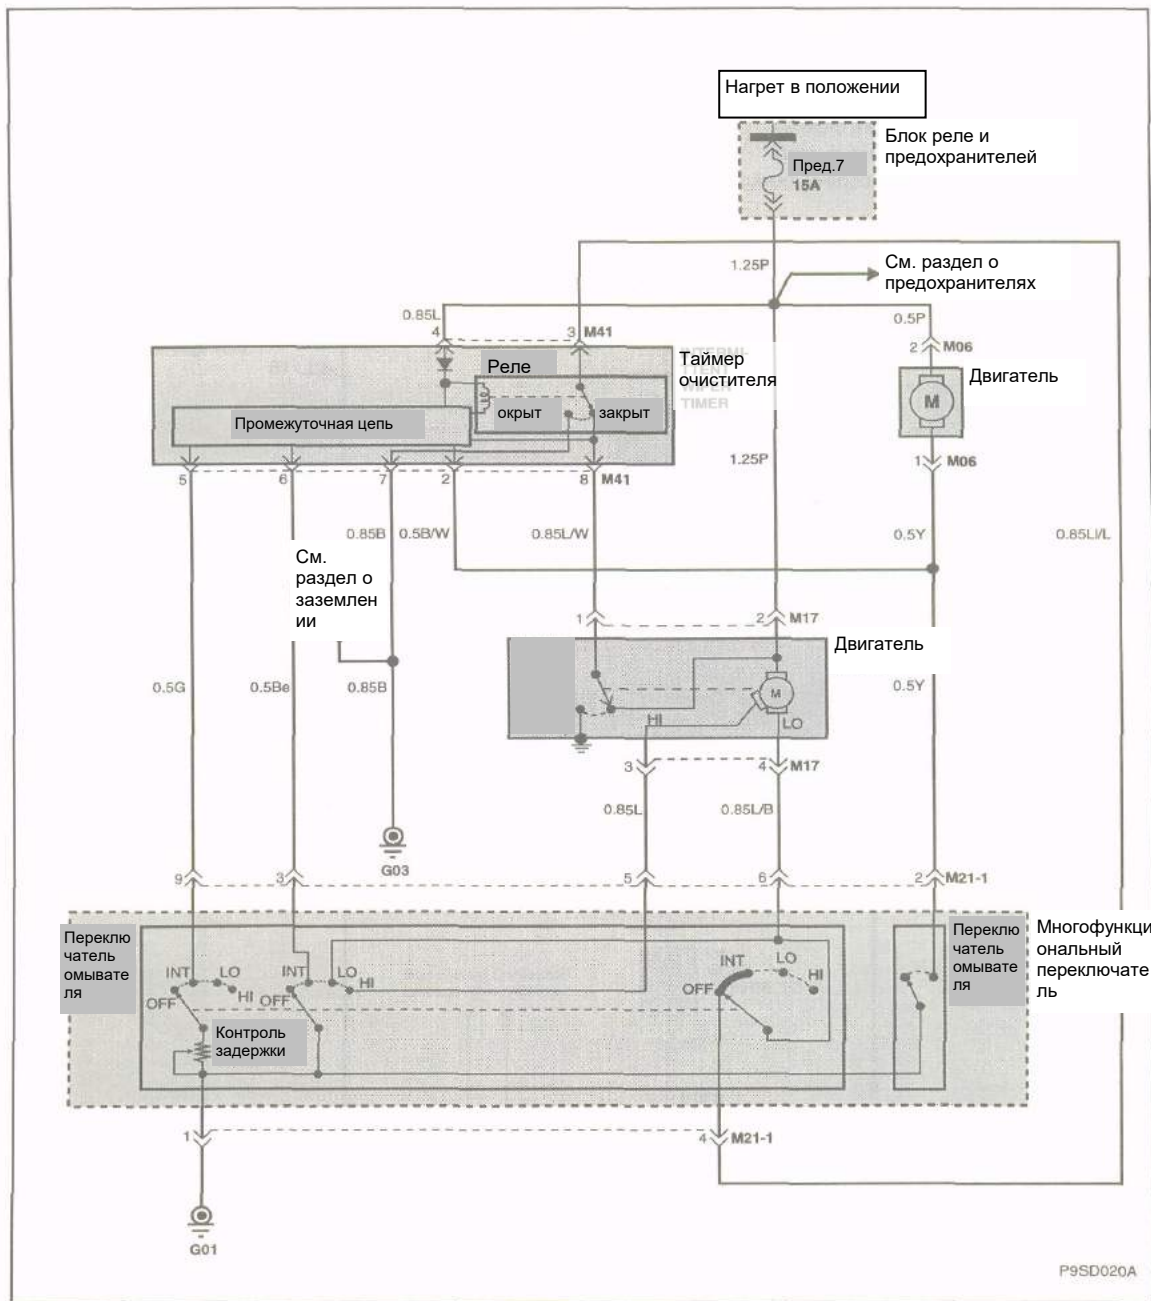 Нагрет в положении
Блок реле и
предохранителей
Пред.7
15A
1.25P
См. раздел о
предохранителях
0.85L
4
3
M41
0.5P
2
M06
TTENT
TIMER
Таймер
очистителя
Реле
окрыт
закрыт
Промежуточная цепь
Двигатель
M
1
M06
5
6
7
2
8
M41
1.25P
0.85B
0.5B/W
0.85L/W
0.5Y
0.85LI/L
См.
раздел о
заземлен
ии
1
2
M17
Двигатель
0.5G
0.5Be
0.85B
0.5Y
M
HI
LO
3
4
M17
0.85L
0.85L/B
G03
9
3
5
6
2
M21-1
Переклю
чатель
омывате
ля
INT
LO
HI
OFF
INT
LO
HI
OFF
INT
LO
HI
OFF
Переклю
чатель
омывате
ля
Многофункци
ональный
переключате
ль
Контроль
задержки
1
4
M21-1
G01
P9SD020A